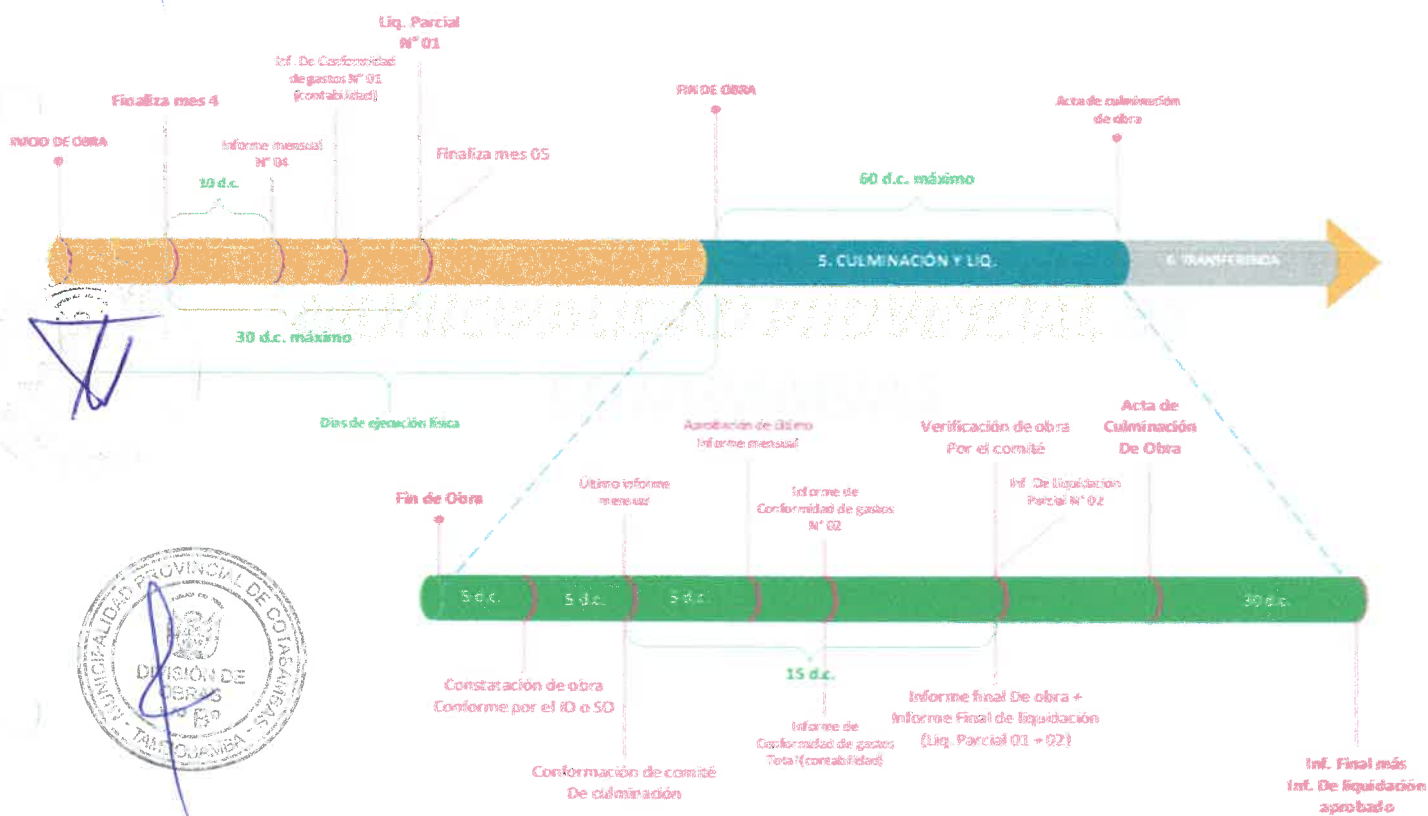 Liq. Parcial
N° 01
Inf. De Conformidad
de gastos N° 01
(contabilidad)
Finaliza mes 4
FIN DE OBRA
Acta de culminación
de obra
INICIO DE OBRA
Informe mensual
N° 04
Finaliza mes 05
10 d.c.
60 d.c. máximo
5. CULMINACIÓN Y LIQ.
6. TRANSFERENCIA
30 d.c. máximo
Días de ejecución física
Aprobación de último
Informe mensual
Verificación de obra
Por el comité
Acta de
Culminación
De Obra
Fin de Obra
Último informe
mensual
Informe de
Conformidad de gastos
N° 02
Inf. De Liquidación
Parcial N° 02
5 d.c.
5 d.c.
5 d.c.
30 d.c.
15 d.c.
Constatación de obra
Conforme por el ID o SO
Informe final De obra +
Informe Final de liquidación
(Liq. Parcial 01 + 02)
Informe de
Conformidad de gastos
Total (contabilidad)
Conformación de comité
De culminación
Inf. Final más
Inf. De liquidación
aprobado
MUNICIPALIDAD PROVINCIAL DE COTABAMBAS
DIVISIÓN DE
OBRAS
V° B°
TAMBOBAMBA